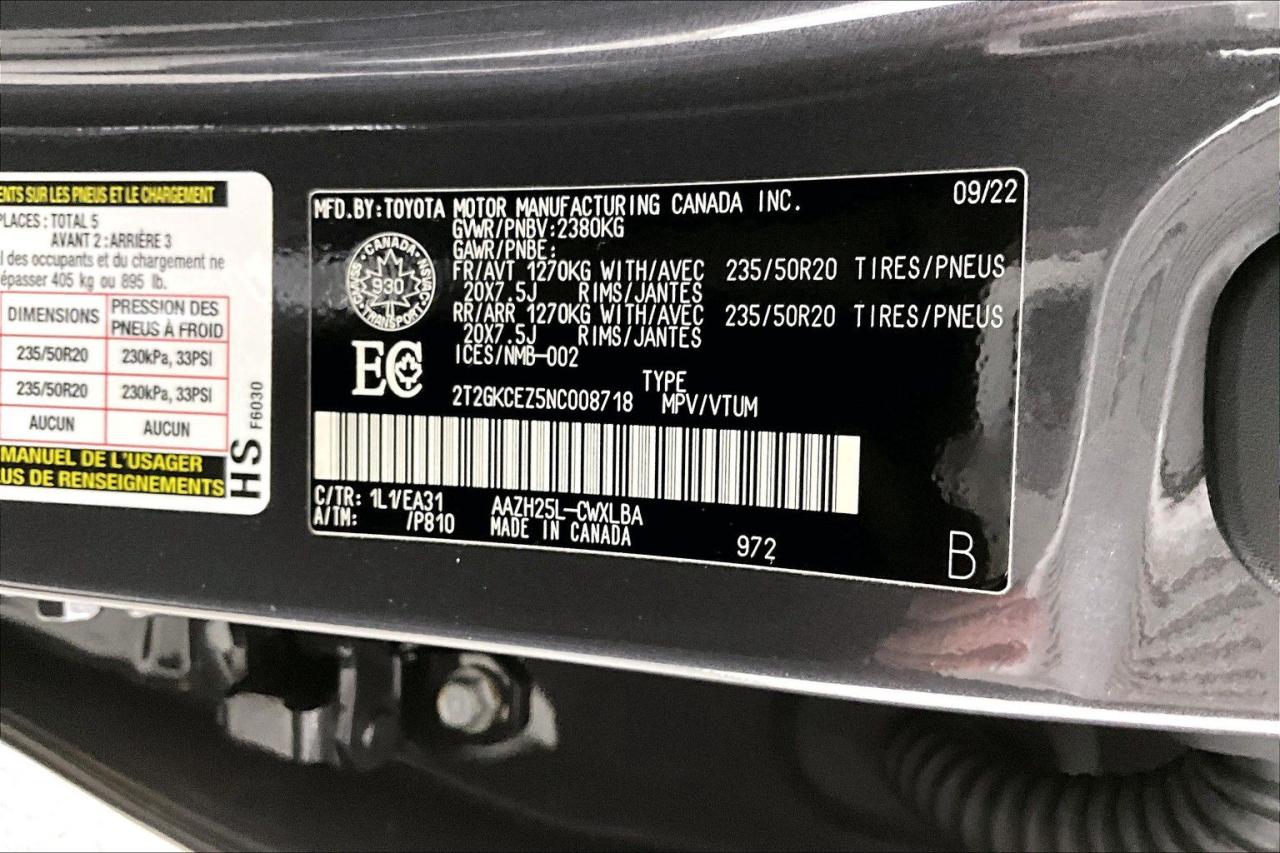 ENTS SUR LES PNEUS ET LE CHARGEMENT
PLACES : TOTAL 5
AVANT 2 : ARRIÈRE 3
l des occupants et du chargement ne
épasser 405 kg ou 895 lb.
DIMENSIONS PRESSION DES PNEUS À FROID
235/50R20 230kPa, 33PSI
235/50R20 230kPa, 33PSI
AUCUN AUCUN
MANUEL DE L'USAGER
LUS DE RENSEIGNEMENTS
HS F6030
MFD.BY:TOYOTA MOTOR MANUFACTURING CANADA INC. 09/22
GVWR/PNBV:2380KG
GAWR/PNBE:
FR/AVT 1270KG WITH/AVEC 235/50R20 TIRES/PNEUS
20X7.5J RIMS/JANTES
RR/ARR 1270KG WITH/AVEC 235/50R20 TIRES/PNEUS
20X7.5J RIMS/JANTES
ICES/NMB-002
CANADA
930
TRANSPORT
CMVSS
NSVAC
EC
TYPE
2T2GKCEZ5NC008718 MPV/VTUM
C/TR: 1L1/EA31 AAZH25L-CWXLBA
A/TM: /P810 MADE IN CANADA
972
B